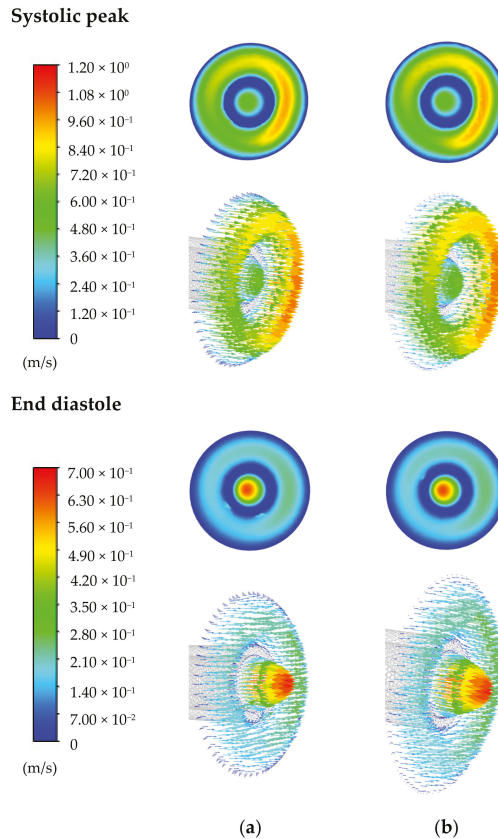 Systolic peak
1.20 × 10⁰
1.08 × 10⁰
9.60 × 10⁻¹
8.40 × 10⁻¹
7.20 × 10⁻¹
6.00 × 10⁻¹
4.80 × 10⁻¹
3.60 × 10⁻¹
2.40 × 10⁻¹
1.20 × 10⁻¹
0
(m/s)
End diastole
7.00 × 10⁻¹
6.30 × 10⁻¹
5.60 × 10⁻¹
4.90 × 10⁻¹
4.20 × 10⁻¹
3.50 × 10⁻¹
2.80 × 10⁻¹
2.10 × 10⁻¹
1.40 × 10⁻¹
7.00 × 10⁻²
0
(m/s)
(a) (b)